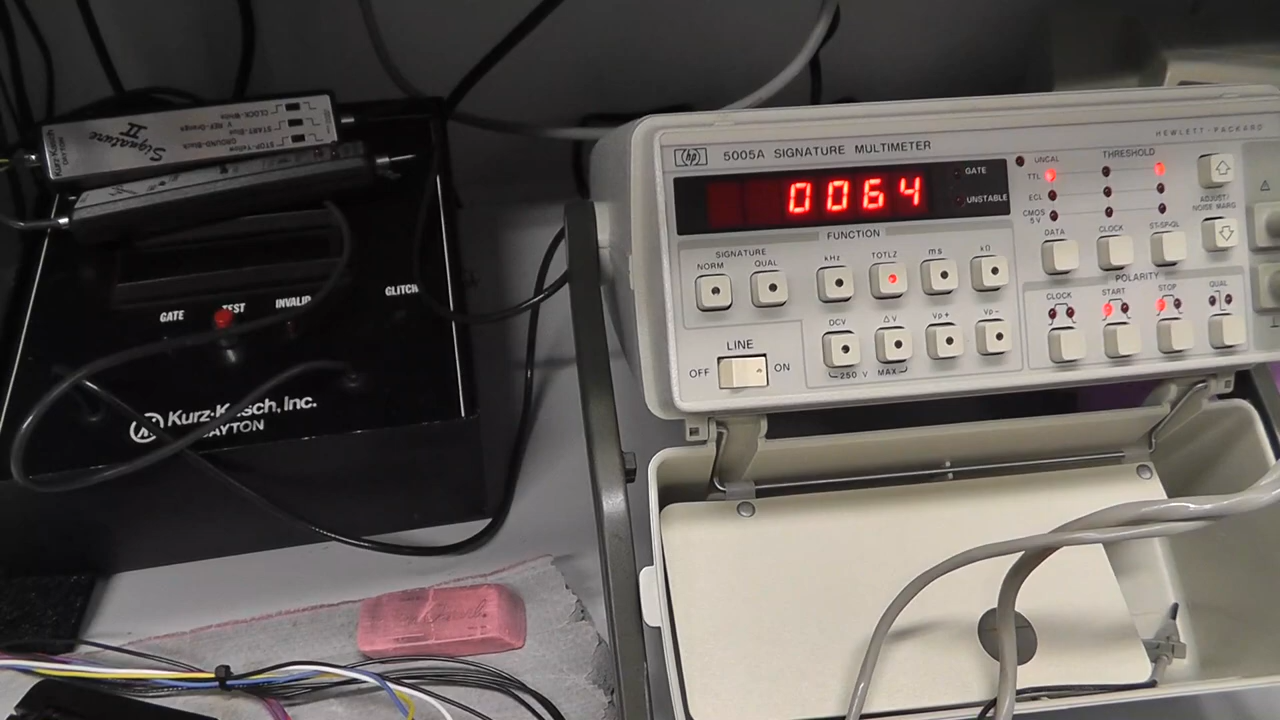 CLOCK-White
V REF-Orange
START-Blue
GROUND-Black
STOP-Yellow
Signature
II
GATE
TEST
INVALID
GLITCH
Kurz-Kasch, Inc.
DAYTON
HEWLETT-PACKARD
hp
5005A SIGNATURE MULTIMETER
0064
GATE
UNSTABLE
UNCAL
THRESHOLD
TTL
ECL
CMOS
5V
DATA
CLOCK
ST-SP-QL
ADJUST/
NOISE MARG
FUNCTION
SIGNATURE
NORM
QUAL
kHz
TOTLZ
ms
kΩ
POLARITY
CLOCK
START
STOP
QUAL
LINE
OFF
ON
DCV
ΔV
Vp+
Vp-
250 V MAX